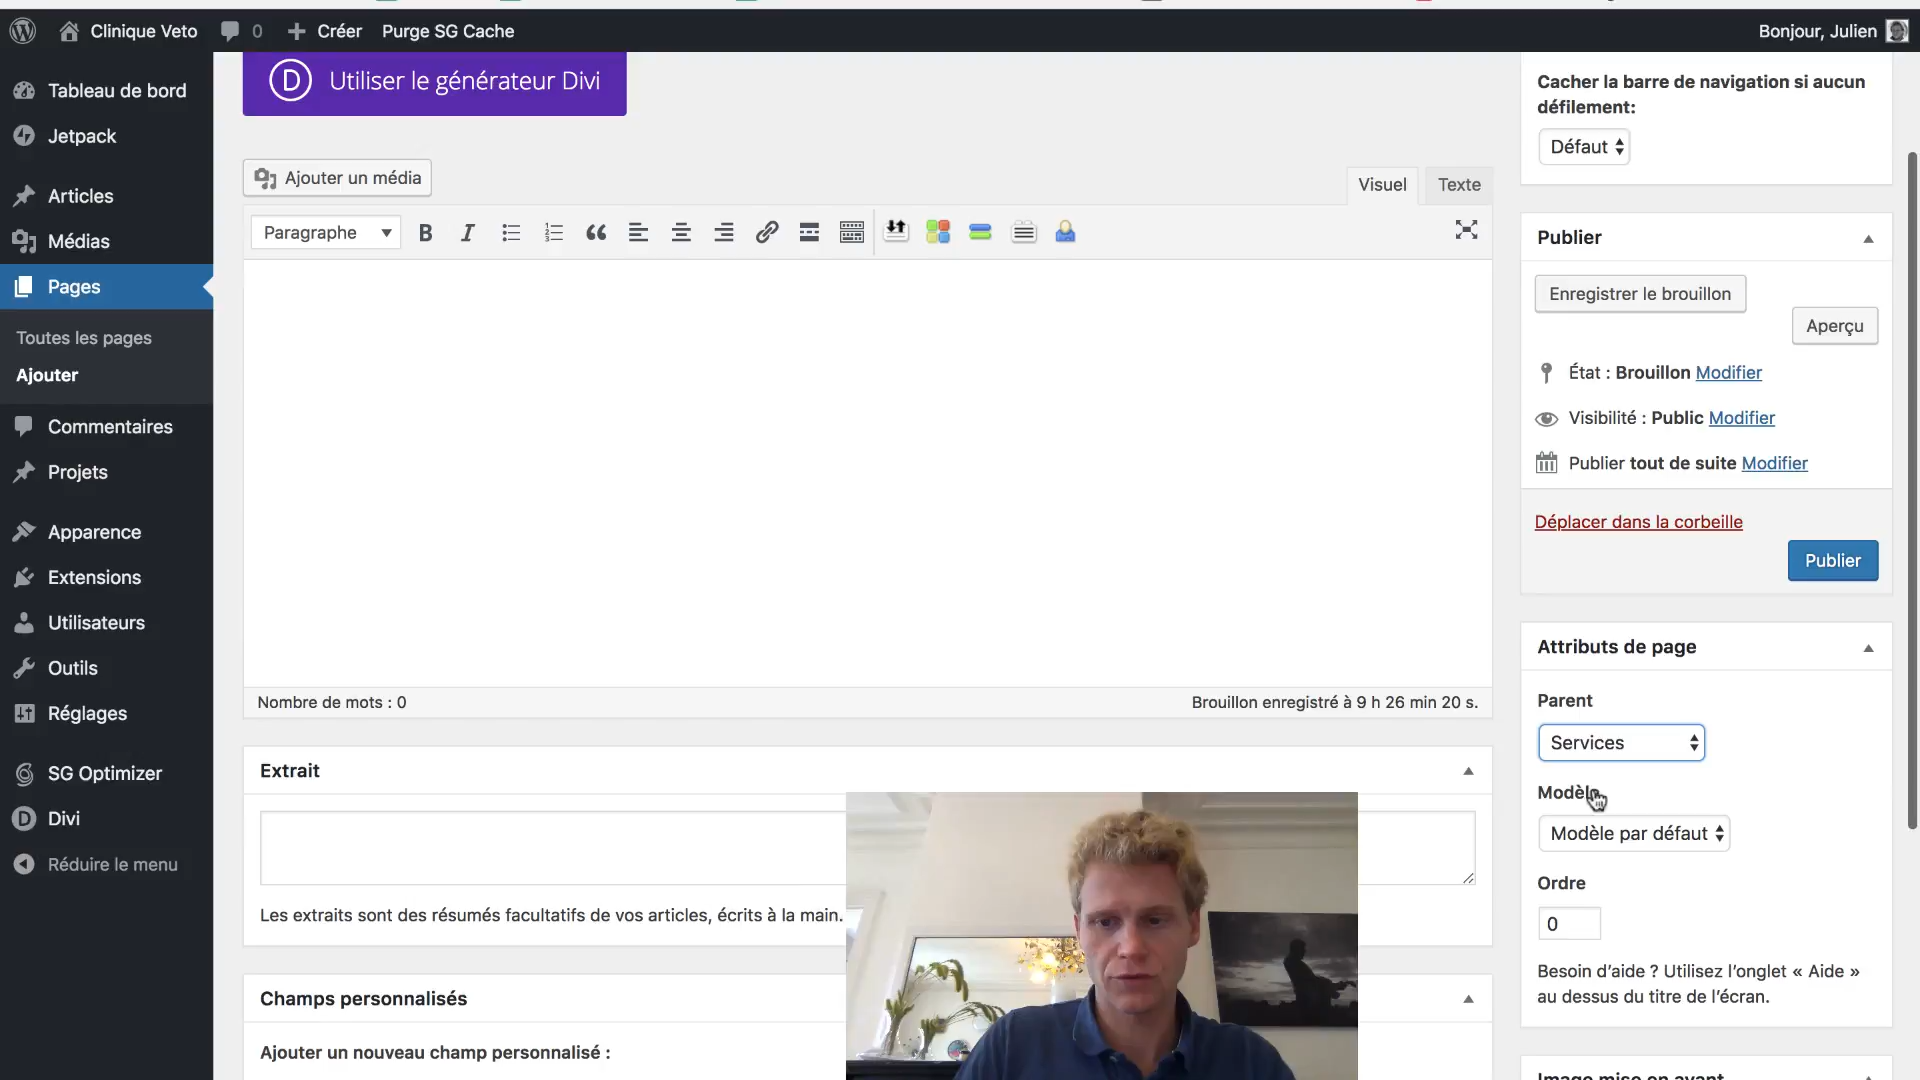 Clinique Veto
0
Créer
Purge SG Cache
Bonjour, Julien
Tableau de bord
Jetpack
Articles
Médias
Pages
Toutes les pages
Ajouter
Commentaires
Projets
Apparence
Extensions
Utilisateurs
Outils
Réglages
SG Optimizer
Divi
Réduire le menu
D Utiliser le générateur Divi
Ajouter un média
Visuel
Texte
Paragraphe
B
I
Nombre de mots : 0
Brouillon enregistré à 9 h 26 min 20 s.
Extrait
Les extraits sont des résumés facultatifs de vos articles, écrits à la main.
Champs personnalisés
Ajouter un nouveau champ personnalisé :
Cacher la barre de navigation si aucun
défilement:
Défaut
Publier
Enregistrer le brouillon
Aperçu
État : Brouillon Modifier
Visibilité : Public Modifier
Publier tout de suite Modifier
Déplacer dans la corbeille
Publier
Attributs de page
Parent
Services
Modèle
Modèle par défaut
Ordre
0
Besoin d’aide ? Utilisez l’onglet « Aide »
au dessus du titre de l’écran.
Image mise en avant